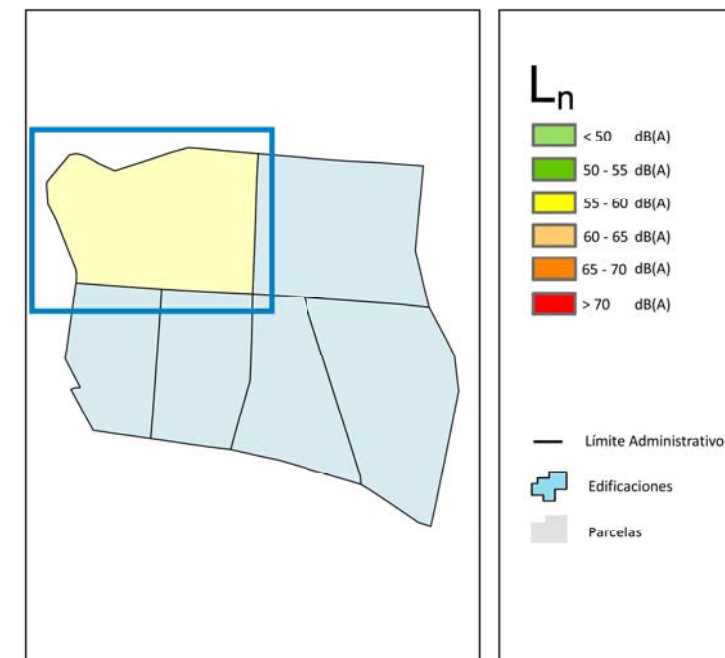 Ln
< 50 dB(A)
50 - 55 dB(A)
55 - 60 dB(A)
60 - 65 dB(A)
65 - 70 dB(A)
> 70 dB(A)
Límite Administrativo
Edificaciones
Parcelas